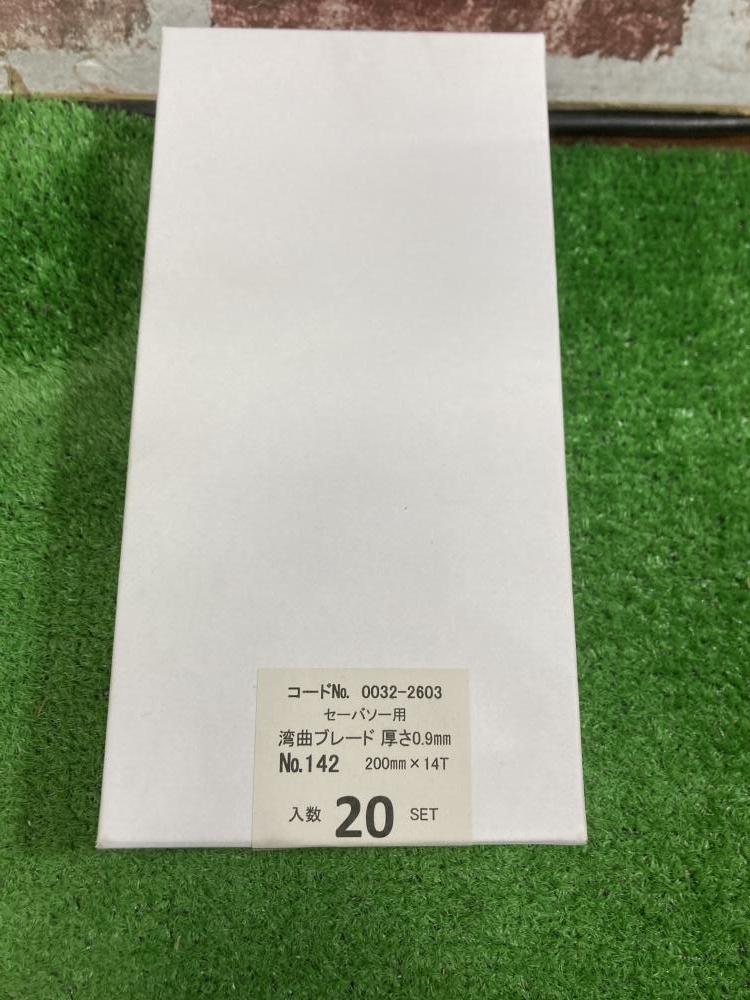 コードNo. 0032-2603
セーバソー用
湾曲ブレード 厚さ0.9mm
No.142 200mm×14T
入数 20 SET